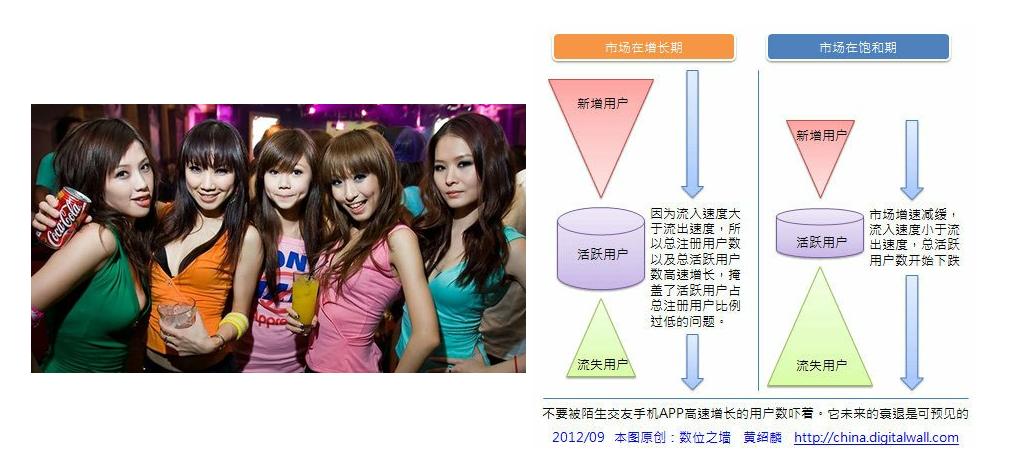 Coca-Cola
市场在增长期
市场在饱和期
新增用户
新增用户
活跃用户
因为流入速度大
于流出速度，所
以总注册用户数
以及总活跃用户
数高速增长，掩
盖了活跃用户占
总注册用户比例
过低的问题。
活跃用户
市场增速减缓，
流入速度小于流
出速度，总活跃
用户数开始下跌
流失用户
流失用户
不要被陌生交友手机APP高速增长的用户数吓着。它未来的衰退是可预见的
2012/09 本图原创：数位之墙 黄绍麟 http://china.digitalwall.com